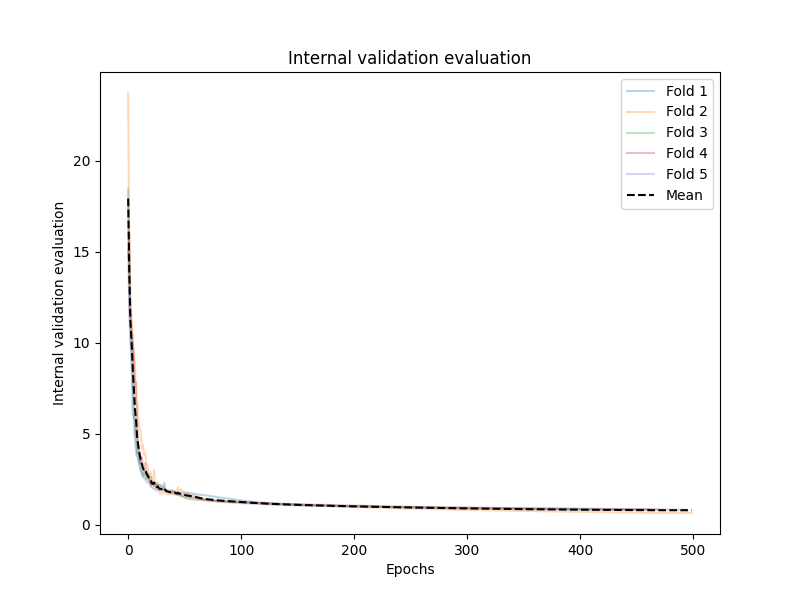 Internal validation evaluation
Fold 1
Fold 2
Fold 3
Fold 4
Fold 5
Mean
Internal validation evaluation
20
15
10
5
0
0 100 200 300 400 500
Epochs